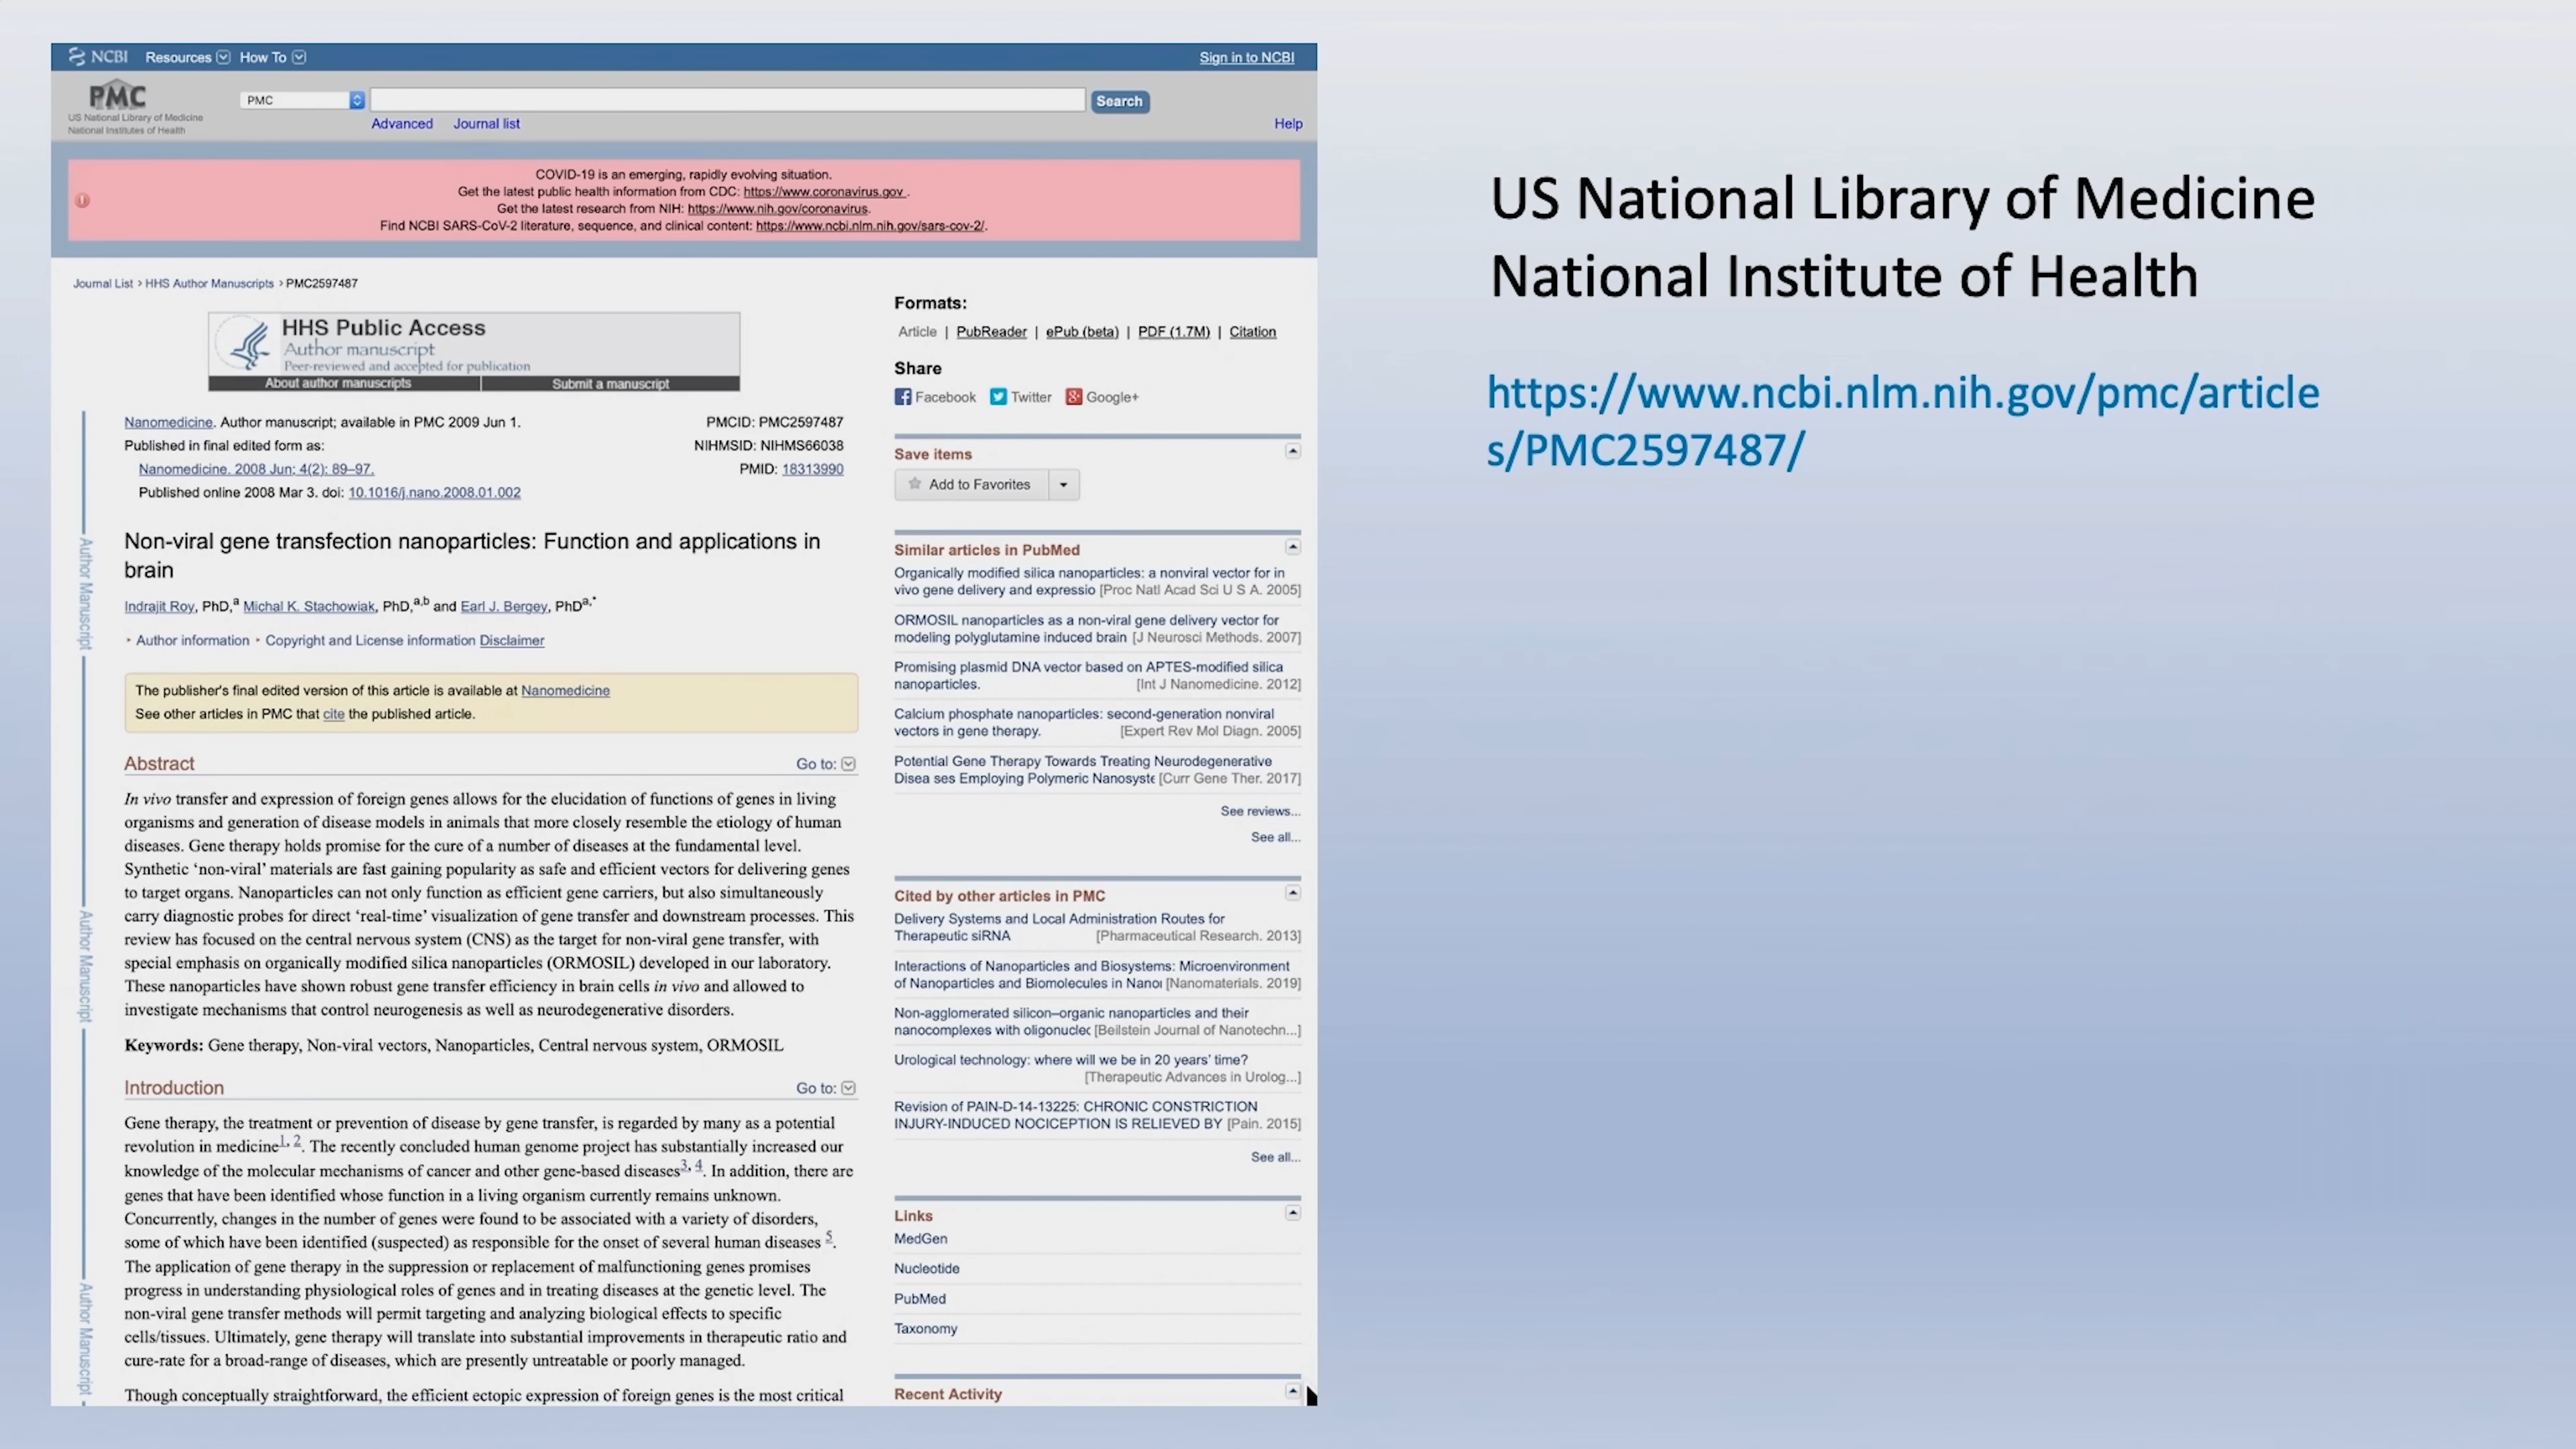 NCBI Resources How To Sign in to NCBI
PMC
US National Library of Medicine
National Institutes of Health
PMC Search
Advanced Journal list Help
COVID-19 is an emerging, rapidly evolving situation.
Get the latest public health information from CDC: https://www.coronavirus.gov .
Get the latest research from NIH: https://www.nih.gov/coronavirus.
Find NCBI SARS-CoV-2 literature, sequence, and clinical content: https://www.ncbi.nlm.nih.gov/sars-cov-2/.
Journal List > HHS Author Manuscripts > PMC2597487
HHS Public Access
Author manuscript
Peer-reviewed and accepted for publication
About author manuscripts Submit a manuscript
Nanomedicine. Author manuscript; available in PMC 2009 Jun 1. PMCID: PMC2597487
Published in final edited form as: NIHMSID: NIHMS66038
Nanomedicine. 2008 Jun; 4(2): 89–97. PMID: 18313990
Published online 2008 Mar 3. doi: 10.1016/j.nano.2008.01.002
Non-viral gene transfection nanoparticles: Function and applications in
brain
Indrajit Roy, PhD,a Michal K. Stachowiak, PhD,a,b and Earl J. Bergey, PhDa,*
Author information Copyright and License information Disclaimer
The publisher's final edited version of this article is available at Nanomedicine
See other articles in PMC that cite the published article.
Abstract Go to:
In vivo transfer and expression of foreign genes allows for the elucidation of functions of genes in living
organisms and generation of disease models in animals that more closely resemble the etiology of human
diseases. Gene therapy holds promise for the cure of a number of diseases at the fundamental level.
Synthetic ‘non-viral’ materials are fast gaining popularity as safe and efficient vectors for delivering genes
to target organs. Nanoparticles can not only function as efficient gene carriers, but also simultaneously
carry diagnostic probes for direct ‘real-time’ visualization of gene transfer and downstream processes. This
review has focused on the central nervous system (CNS) as the target for non-viral gene transfer, with
special emphasis on organically modified silica nanoparticles (ORMOSIL) developed in our laboratory.
These nanoparticles have shown robust gene transfer efficiency in brain cells in vivo and allowed to
investigate mechanisms that control neurogenesis as well as neurodegenerative disorders.
Keywords: Gene therapy, Non-viral vectors, Nanoparticles, Central nervous system, ORMOSIL
Introduction Go to:
Gene therapy, the treatment or prevention of disease by gene transfer, is regarded by many as a potential
revolution in medicine1, 2. The recently concluded human genome project has substantially increased our
knowledge of the molecular mechanisms of cancer and other gene-based diseases3, 4. In addition, there are
genes that have been identified whose function in a living organism currently remains unknown.
Concurrently, changes in the number of genes were found to be associated with a variety of disorders,
some of which have been identified (suspected) as responsible for the onset of several human diseases 5.
The application of gene therapy in the suppression or replacement of malfunctioning genes promises
progress in understanding physiological roles of genes and in treating diseases at the genetic level. The
non-viral gene transfer methods will permit targeting and analyzing biological effects to specific
cells/tissues. Ultimately, gene therapy will translate into substantial improvements in therapeutic ratio and
cure-rate for a broad-range of diseases, which are presently untreatable or poorly managed.
Though conceptually straightforward, the efficient ectopic expression of foreign genes is the most critical
Author Manuscript
Author Manuscript
Author Manuscript
Formats:
Article | PubReader | ePub (beta) | PDF (1.7M) | Citation
Share
Facebook Twitter Google+
Save items
Add to Favorites
Similar articles in PubMed
Organically modified silica nanoparticles: a nonviral vector for in
vivo gene delivery and expressio [Proc Natl Acad Sci U S A. 2005]
ORMOSIL nanoparticles as a non-viral gene delivery vector for
modeling polyglutamine induced brain [J Neurosci Methods. 2007]
Promising plasmid DNA vector based on APTES-modified silica
nanoparticles. [Int J Nanomedicine. 2012]
Calcium phosphate nanoparticles: second-generation nonviral
vectors in gene therapy. [Expert Rev Mol Diagn. 2005]
Potential Gene Therapy Towards Treating Neurodegenerative
Disea ses Employing Polymeric Nanosyste [Curr Gene Ther. 2017]
See reviews...
See all...
Cited by other articles in PMC
Delivery Systems and Local Administration Routes for
Therapeutic siRNA [Pharmaceutical Research. 2013]
Interactions of Nanoparticles and Biosystems: Microenvironment
of Nanoparticles and Biomolecules in Nanoi [Nanomaterials. 2019]
Non-agglomerated silicon–organic nanoparticles and their
nanocomplexes with oligonuclec [Beilstein Journal of Nanotechn...]
Urological technology: where will we be in 20 years' time?
[Therapeutic Advances in Urolog...]
Revision of PAIN-D-14-13225: CHRONIC CONSTRICTION
INJURY-INDUCED NOCICEPTION IS RELIEVED BY [Pain. 2015]
See all...
Links
MedGen
Nucleotide
PubMed
Taxonomy
Recent Activity
US National Library of Medicine
National Institute of Health
https://www.ncbi.nlm.nih.gov/pmc/article
s/PMC2597487/